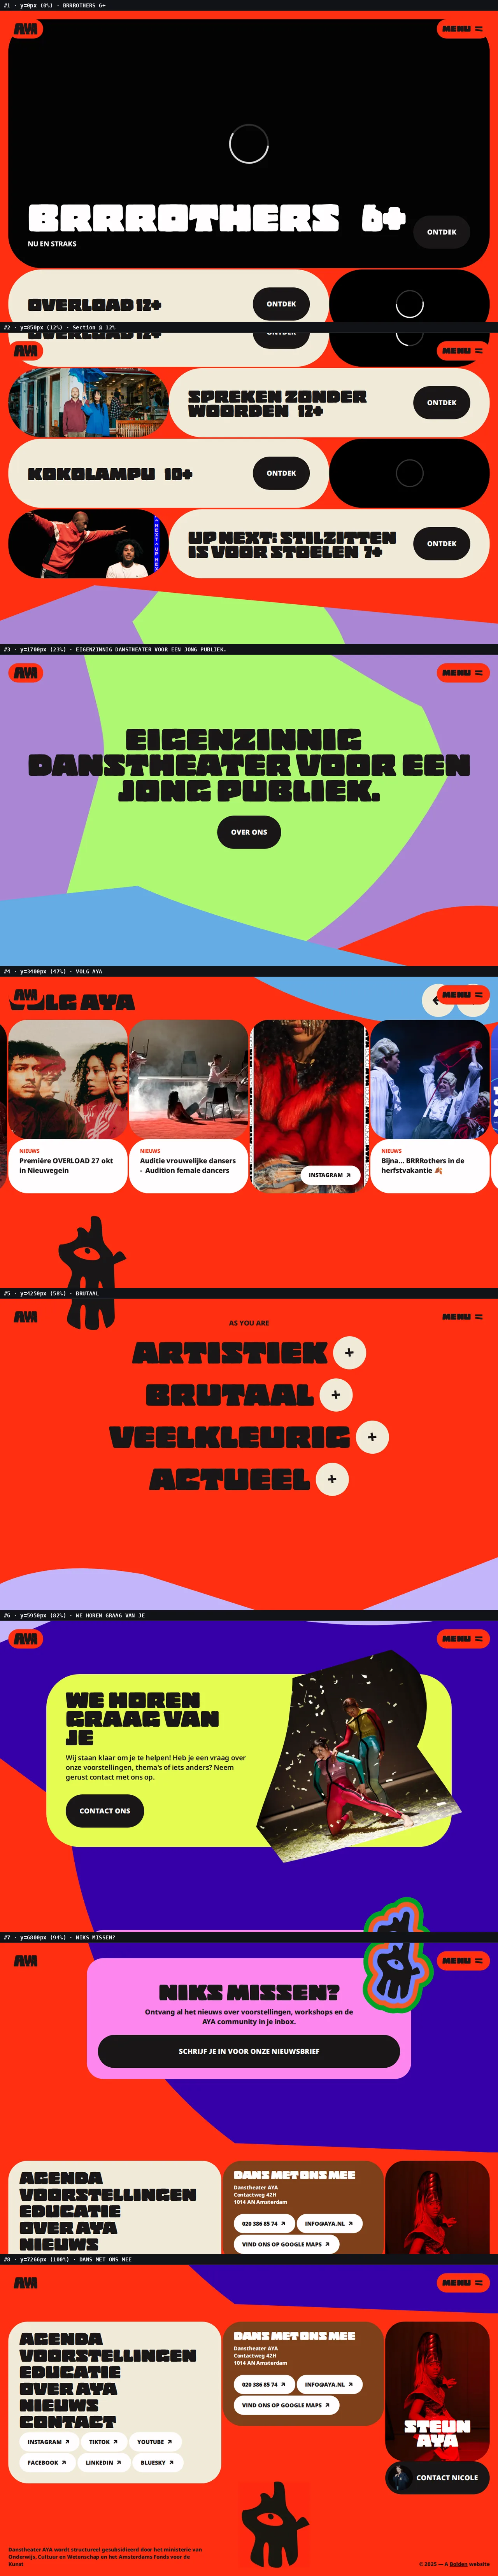 #1 · y=0px (0%) · BRRROTHERS 6+
AYA
MENU
BRRROTHERS 6+
NU EN STRAKS
ONTDEK
OVERLOAD 12+
ONTDEK
#2 · y=850px (12%) · Section @ 12%
OVERLOAD 12+
ONTDEK
AYA
MENU
SPREKEN ZONDER
WOORDEN 12+
ONTDEK
KOKOLAMPU 10+
ONTDEK
UP NEXT: STILZITTEN
IS VOOR STOELEN 7+
ONTDEK
#3 · y=1700px (23%) · EIGENZINNIG DANSTHEATER VOOR EEN JONG PUBLIEK.
AYA
MENU
EIGENZINNIG
DANSTHEATER VOOR EEN
JONG PUBLIEK.
OVER ONS
#4 · y=3400px (47%) · VOLG AYA
AYA
MENU
VOLG AYA
NIEUWS
Première OVERLOAD 27 okt
in Nieuwegein
NIEUWS
Auditie vrouwelijke dansers
· Audition female dancers
INSTAGRAM ↗
NIEUWS
Bijna... BRRRothers in de
herfstvakantie 🍂
#5 · y=4250px (58%) · BRUTAAL
AYA
MENU
AS YOU ARE
ARTISTIEK +
BRUTAAL +
VEELKLEURIG +
ACTUEEL +
#6 · y=5950px (82%) · WE HOREN GRAAG VAN JE
AYA
MENU
WE HOREN
GRAAG VAN
JE
Wij staan klaar om je te helpen! Heb je een vraag over
onze voorstellingen, thema's of iets anders? Neem
gerust contact met ons op.
CONTACT ONS
#7 · y=6800px (94%) · NIKS MISSEN?
AYA
MENU
NIKS MISSEN?
Ontvang al het nieuws over voorstellingen, workshops en de
AYA community in je inbox.
SCHRIJF JE IN VOOR ONZE NIEUWSBRIEF
AGENDA
VOORSTELLINGEN
EDUCATIE
OVER AYA
NIEUWS
DANS MET ONS MEE
Danstheater AYA
Contactweg 42H
1014 AN Amsterdam
020 386 85 74 ↗
INFO@AYA.NL ↗
VIND ONS OP GOOGLE MAPS ↗
#8 · y=7266px (100%) · DANS MET ONS MEE
AYA
MENU
AGENDA
VOORSTELLINGEN
EDUCATIE
OVER AYA
NIEUWS
CONTACT
INSTAGRAM ↗
TIKTOK ↗
YOUTUBE ↗
FACEBOOK ↗
LINKEDIN ↗
BLUESKY ↗
DANS MET ONS MEE
Danstheater AYA
Contactweg 42H
1014 AN Amsterdam
020 386 85 74 ↗
INFO@AYA.NL ↗
VIND ONS OP GOOGLE MAPS ↗
STEUN
AYA
CONTACT NICOLE
Danstheater AYA wordt structureel gesubsidieerd door het ministerie van
Onderwijs, Cultuur en Wetenschap en het Amsterdams Fonds voor de
Kunst
© 2025 — A Bolden website